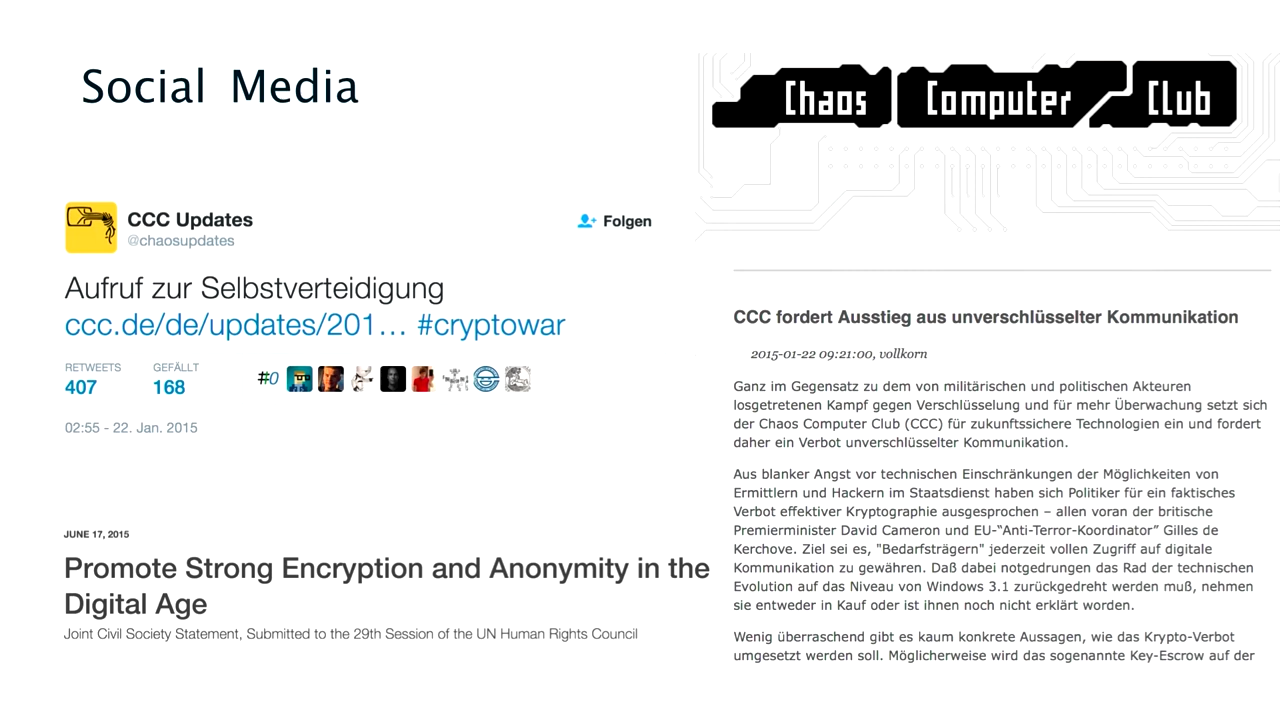 Social Media
CCC Updates
@chaosupdates
Folgen
Aufruf zur Selbstverteidigung
ccc.de/de/updates/201… #cryptowar
RETWEETS GEFÄLLT
407 168
#0
02:55 - 22. Jan. 2015
JUNE 17, 2015
Promote Strong Encryption and Anonymity in the
Digital Age
Joint Civil Society Statement, Submitted to the 29th Session of the UN Human Rights Council
Chaos Computer Club
CCC fordert Ausstieg aus unverschlüsselter Kommunikation
2015-01-22 09:21:00, vollkorn
Ganz im Gegensatz zu dem von militärischen und politischen Akteuren
losgetretenen Kampf gegen Verschlüsselung und für mehr Überwachung setzt sich
der Chaos Computer Club (CCC) für zukunftssichere Technologien ein und fordert
daher ein Verbot unverschlüsselter Kommunikation.
Aus blanker Angst vor technischen Einschränkungen der Möglichkeiten von
Ermittlern und Hackern im Staatsdienst haben sich Politiker für ein faktisches
Verbot effektiver Kryptographie ausgesprochen – allen voran der britische
Premierminister David Cameron und EU-“Anti-Terror-Koordinator” Gilles de
Kerchove. Ziel sei es, "Bedarfsträgern" jederzeit vollen Zugriff auf digitale
Kommunikation zu gewähren. Daß dabei notgedrungen das Rad der technischen
Evolution auf das Niveau von Windows 3.1 zurückgedreht werden muß, nehmen
sie entweder in Kauf oder ist ihnen noch nicht erklärt worden.
Wenig überraschend gibt es kaum konkrete Aussagen, wie das Krypto-Verbot
umgesetzt werden soll. Möglicherweise wird das sogenannte Key-Escrow auf der